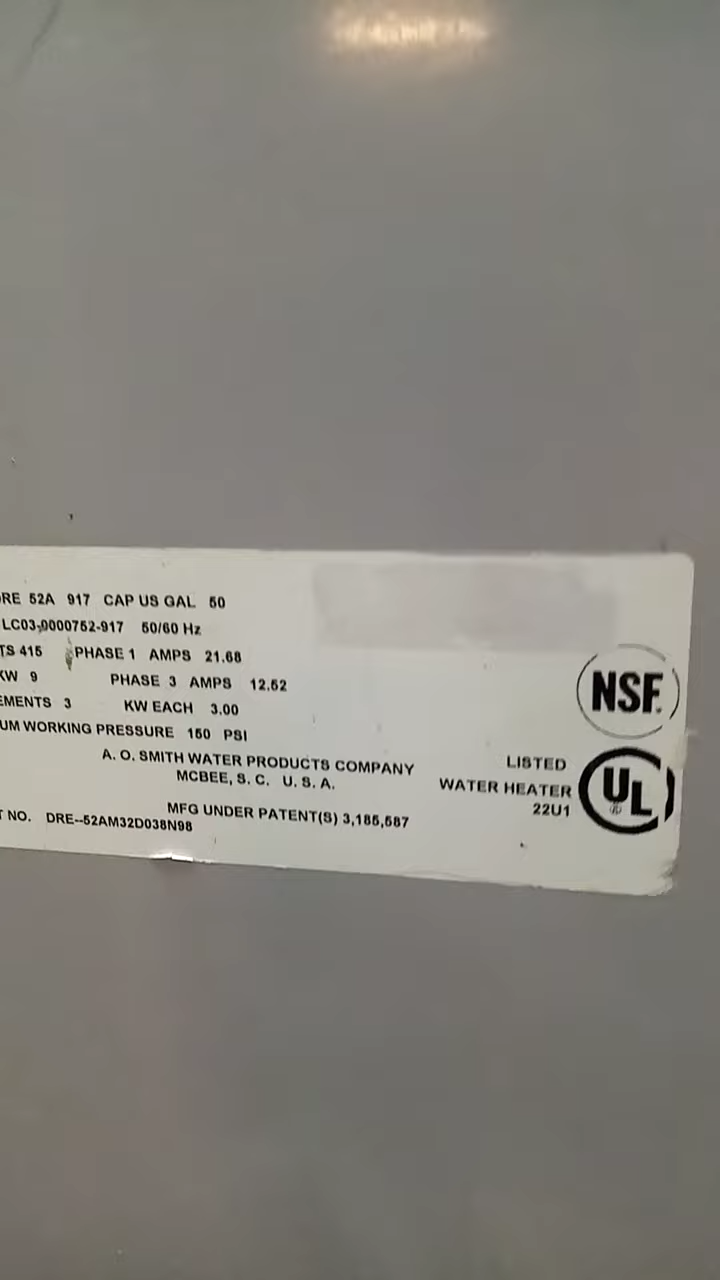 RE 52A 917 CAP US GAL 50
LC03-0000752-917 50/60 Hz
TS 415 PHASE 1 AMPS 21.68
KW 9 PHASE 3 AMPS 12.52
EMENTS 3 KW EACH 3.00
UM WORKING PRESSURE 150 PSI
A. O. SMITH WATER PRODUCTS COMPANY
MCBEE, S. C. U. S. A.
MFG UNDER PATENT(S) 3,185,587
T NO. DRE--52AM32D038N98
NSF.
LISTED
WATER HEATER
22U1
UL
®